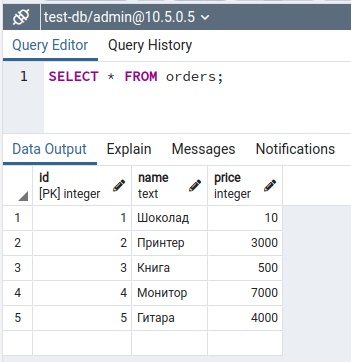 test-db/admin@10.5.0.5
Query Editor Query History
1 SELECT * FROM orders;
Data Output Explain Messages Notifications
id name price
[PK] integer text integer
1 1 Шоколад 10
2 2 Принтер 3000
3 3 Книга 500
4 4 Монитор 7000
5 5 Гитара 4000